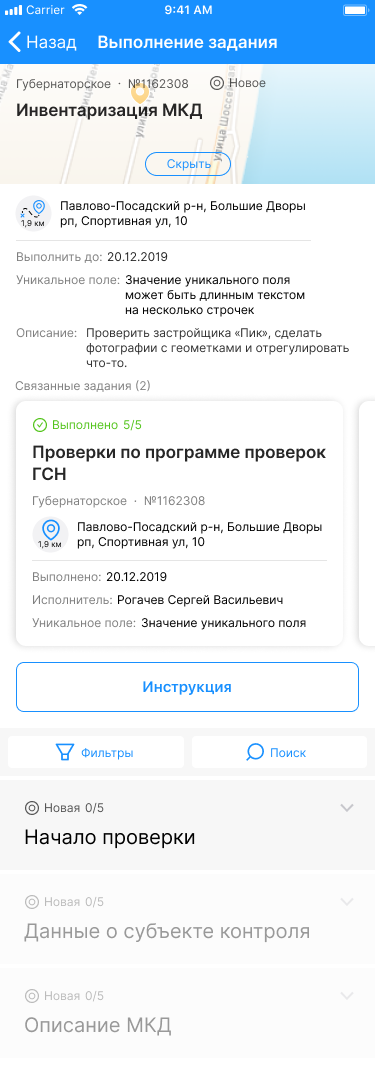 Carrier 9:41 AM
Назад Выполнение задания
Губернаторское · №1162308 Новое
Инвентаризация МКД
улица Шоссейная
Скрыть
Павлово-Посадский р-н, Большие Дворы
рп, Спортивная ул, 10
1,9 км
Выполнить до: 20.12.2019
Уникальное поле: Значение уникального поля
может быть длинным текстом
на несколько строчек
Описание: Проверить застройщика «Пик», сделать
фотографии с геометками и отрегулировать
что-то.
Связанные задания (2)
Выполнено 5/5
Проверки по программе проверок
ГСН
Губернаторское · №1162308
Павлово-Посадский р-н, Большие Дворы
рп, Спортивная ул, 10
1,9 км
Выполнено: 20.12.2019
Исполнитель: Рогачев Сергей Васильевич
Уникальное поле: Значение уникального поля
Инструкция
Фильтры Поиск
Новая 0/5
Начало проверки
Новая 0/5
Данные о субъекте контроля
Новая 0/5
Описание МКД